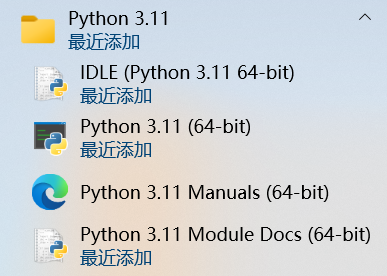 Python 3.11
最近添加
IDLE (Python 3.11 64-bit)
最近添加
Python 3.11 (64-bit)
最近添加
Python 3.11 Manuals (64-bit)
Python 3.11 Module Docs (64-bit)
最近添加